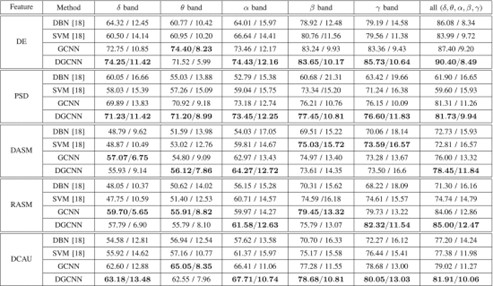 Feature Method δ band θ band α band β band γ band all (δ, θ, α, β, γ)
DE
DBN [18] 64.32 / 12.45 60.77 / 10.42 64.01 / 15.97 78.92 / 12.48 79.19 / 14.58 86.08 / 8.34
SVM [18] 60.50 / 14.14 60.95 / 10.20 66.64 / 14.41 80.76 /11.56 79.56 / 11.38 83.99 / 9.72
GCNN 72.75 / 10.85 74.40/8.23 73.46 / 12.17 83.24 / 9.93 83.36 / 9.43 87.40 /9.20
DGCNN 74.25/11.42 71.52 / 5.99 74.43/12.16 83.65/10.17 85.73/10.64 90.40/8.49
PSD
DBN [18] 60.05 / 16.66 55.03 / 13.88 52.79 / 15.38 60.68 / 21.31 63.42 / 19.66 61.90 / 16.65
SVM [18] 58.03 / 15.39 57.26 / 15.09 59.04 / 15.75 73.34 /15.20 71.24 / 16.38 59.60 / 15.93
GCNN 69.89 / 13.83 70.92 / 9.18 73.18 / 12.74 76.21 / 10.76 76.15 / 10.09 81.31 / 11.26
DGCNN 71.23/11.42 71.20/8.99 73.45/12.25 77.45/10.81 76.60/11.83 81.73/9.94
DASM
DBN [18] 48.79 / 9.62 51.59 / 13.98 54.03 / 17.05 69.51 / 15.22 70.06 / 18.14 72.73 / 15.93
SVM [18] 48.87 / 10.49 53.02 / 12.76 59.81 / 14.67 75.03/15.72 73.59/16.57 72.81 / 16.57
GCNN 57.07/6.75 54.80 / 9.09 62.97 / 13.43 74.97 / 13.40 73.28 / 13.67 76.00 / 13.32
DGCNN 55.93 / 9.14 56.12/7.86 64.27/12.72 73.61 / 14.35 73.50 / 16.6 78.45/11.84
RASM
DBN [18] 48.05 / 10.37 50.62 / 14.02 56.15 / 15.28 70.31 / 15.62 68.22 / 18.09 71.30 / 16.16
SVM [18] 47.75 / 10.59 51.40 / 12.53 60.71 / 14.57 74.59 /16.18 74.61 / 15.57 74.74 / 14.79
GCNN 59.70/5.65 55.91/8.82 59.97 / 14.27 79.45/13.32 79.73 / 13.22 84.06 / 12.86
DGCNN 57.79 / 6.90 55.79 / 8.10 61.58/12.63 75.79 / 13.07 82.32/11.54 85.00/12.47
DCAU
DBN [18] 54.58 / 12.81 56.94 / 12.54 57.62 / 13.58 70.70 / 16.33 72.27 / 16.12 77.20 / 14.24
SVM [18] 55.92 / 14.62 57.16 / 10.77 61.37 / 15.97 75.17 / 15.58 76.44 / 15.41 77.38 / 11.98
GCNN 62.60 / 12.88 65.05/8.35 66.41 / 11.06 77.28 / 11.55 78.68 / 13.00 79.02 / 11.27
DGCNN 63.18/13.48 62.55 / 7.96 67.71/10.74 78.68/10.81 80.05/13.03 81.91/10.06